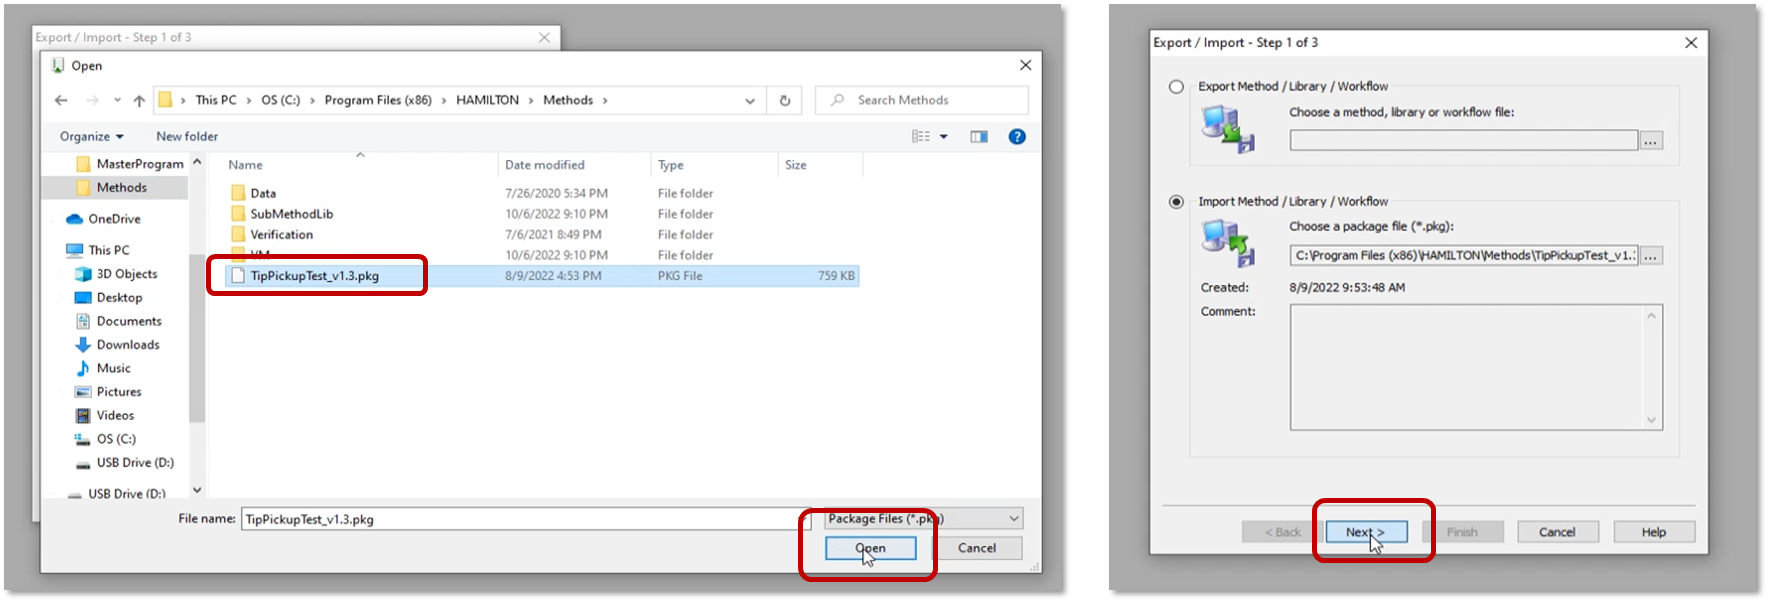 Export / Import - Step 1 of 3
Open
This PC > OS (C:) > Program Files (x86) > HAMILTON > Methods >
Search Methods
Organize
New folder
MasterProgram
Methods
OneDrive
This PC
3D Objects
Desktop
Documents
Downloads
Music
Pictures
Videos
OS (C:)
USB Drive (D:)
USB Drive (D:)
Name Date modified Type Size
Data 7/26/2020 5:34 PM File folder
SubMethodLib 10/6/2022 9:10 PM File folder
Verification 7/6/2021 8:49 PM File folder
VM 10/6/2022 9:10 PM File folder
TipPickupTest_v1.3.pkg 8/9/2022 4:53 PM PKG File 759 KB
File name: TipPickupTest_v1.3.pkg
Package Files (*.pkg)
Open Cancel
Export / Import - Step 1 of 3
Export Method / Library / Workflow
Choose a method, library or workflow file:
...
Import Method / Library / Workflow
Choose a package file (*.pkg):
C:\Program Files (x86)\HAMILTON\Methods\TipPickupTest_v1.
...
Created: 8/9/2022 9:53:48 AM
Comment:
< Back Next > Finish Cancel Help